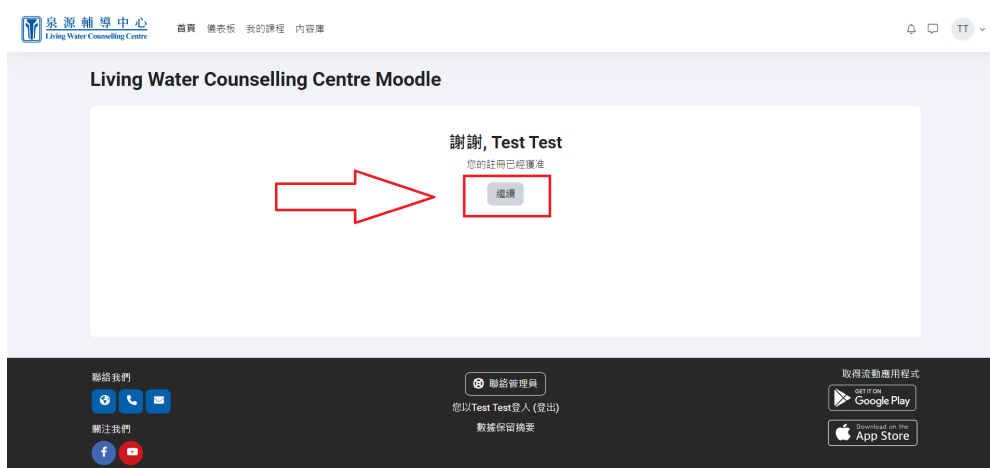 泉源輔導中心
Living Water Counselling Centre
首頁 儀表板 我的課程 內容庫
TT
Living Water Counselling Centre Moodle
謝謝, Test Test
您的註冊已經獲准
繼續
聯絡我們
關注我們
聯絡管理員
您以Test Test登入 (登出)
數據保留摘要
取得流動應用程式
GET IT ON
Google Play
Download on the
App Store